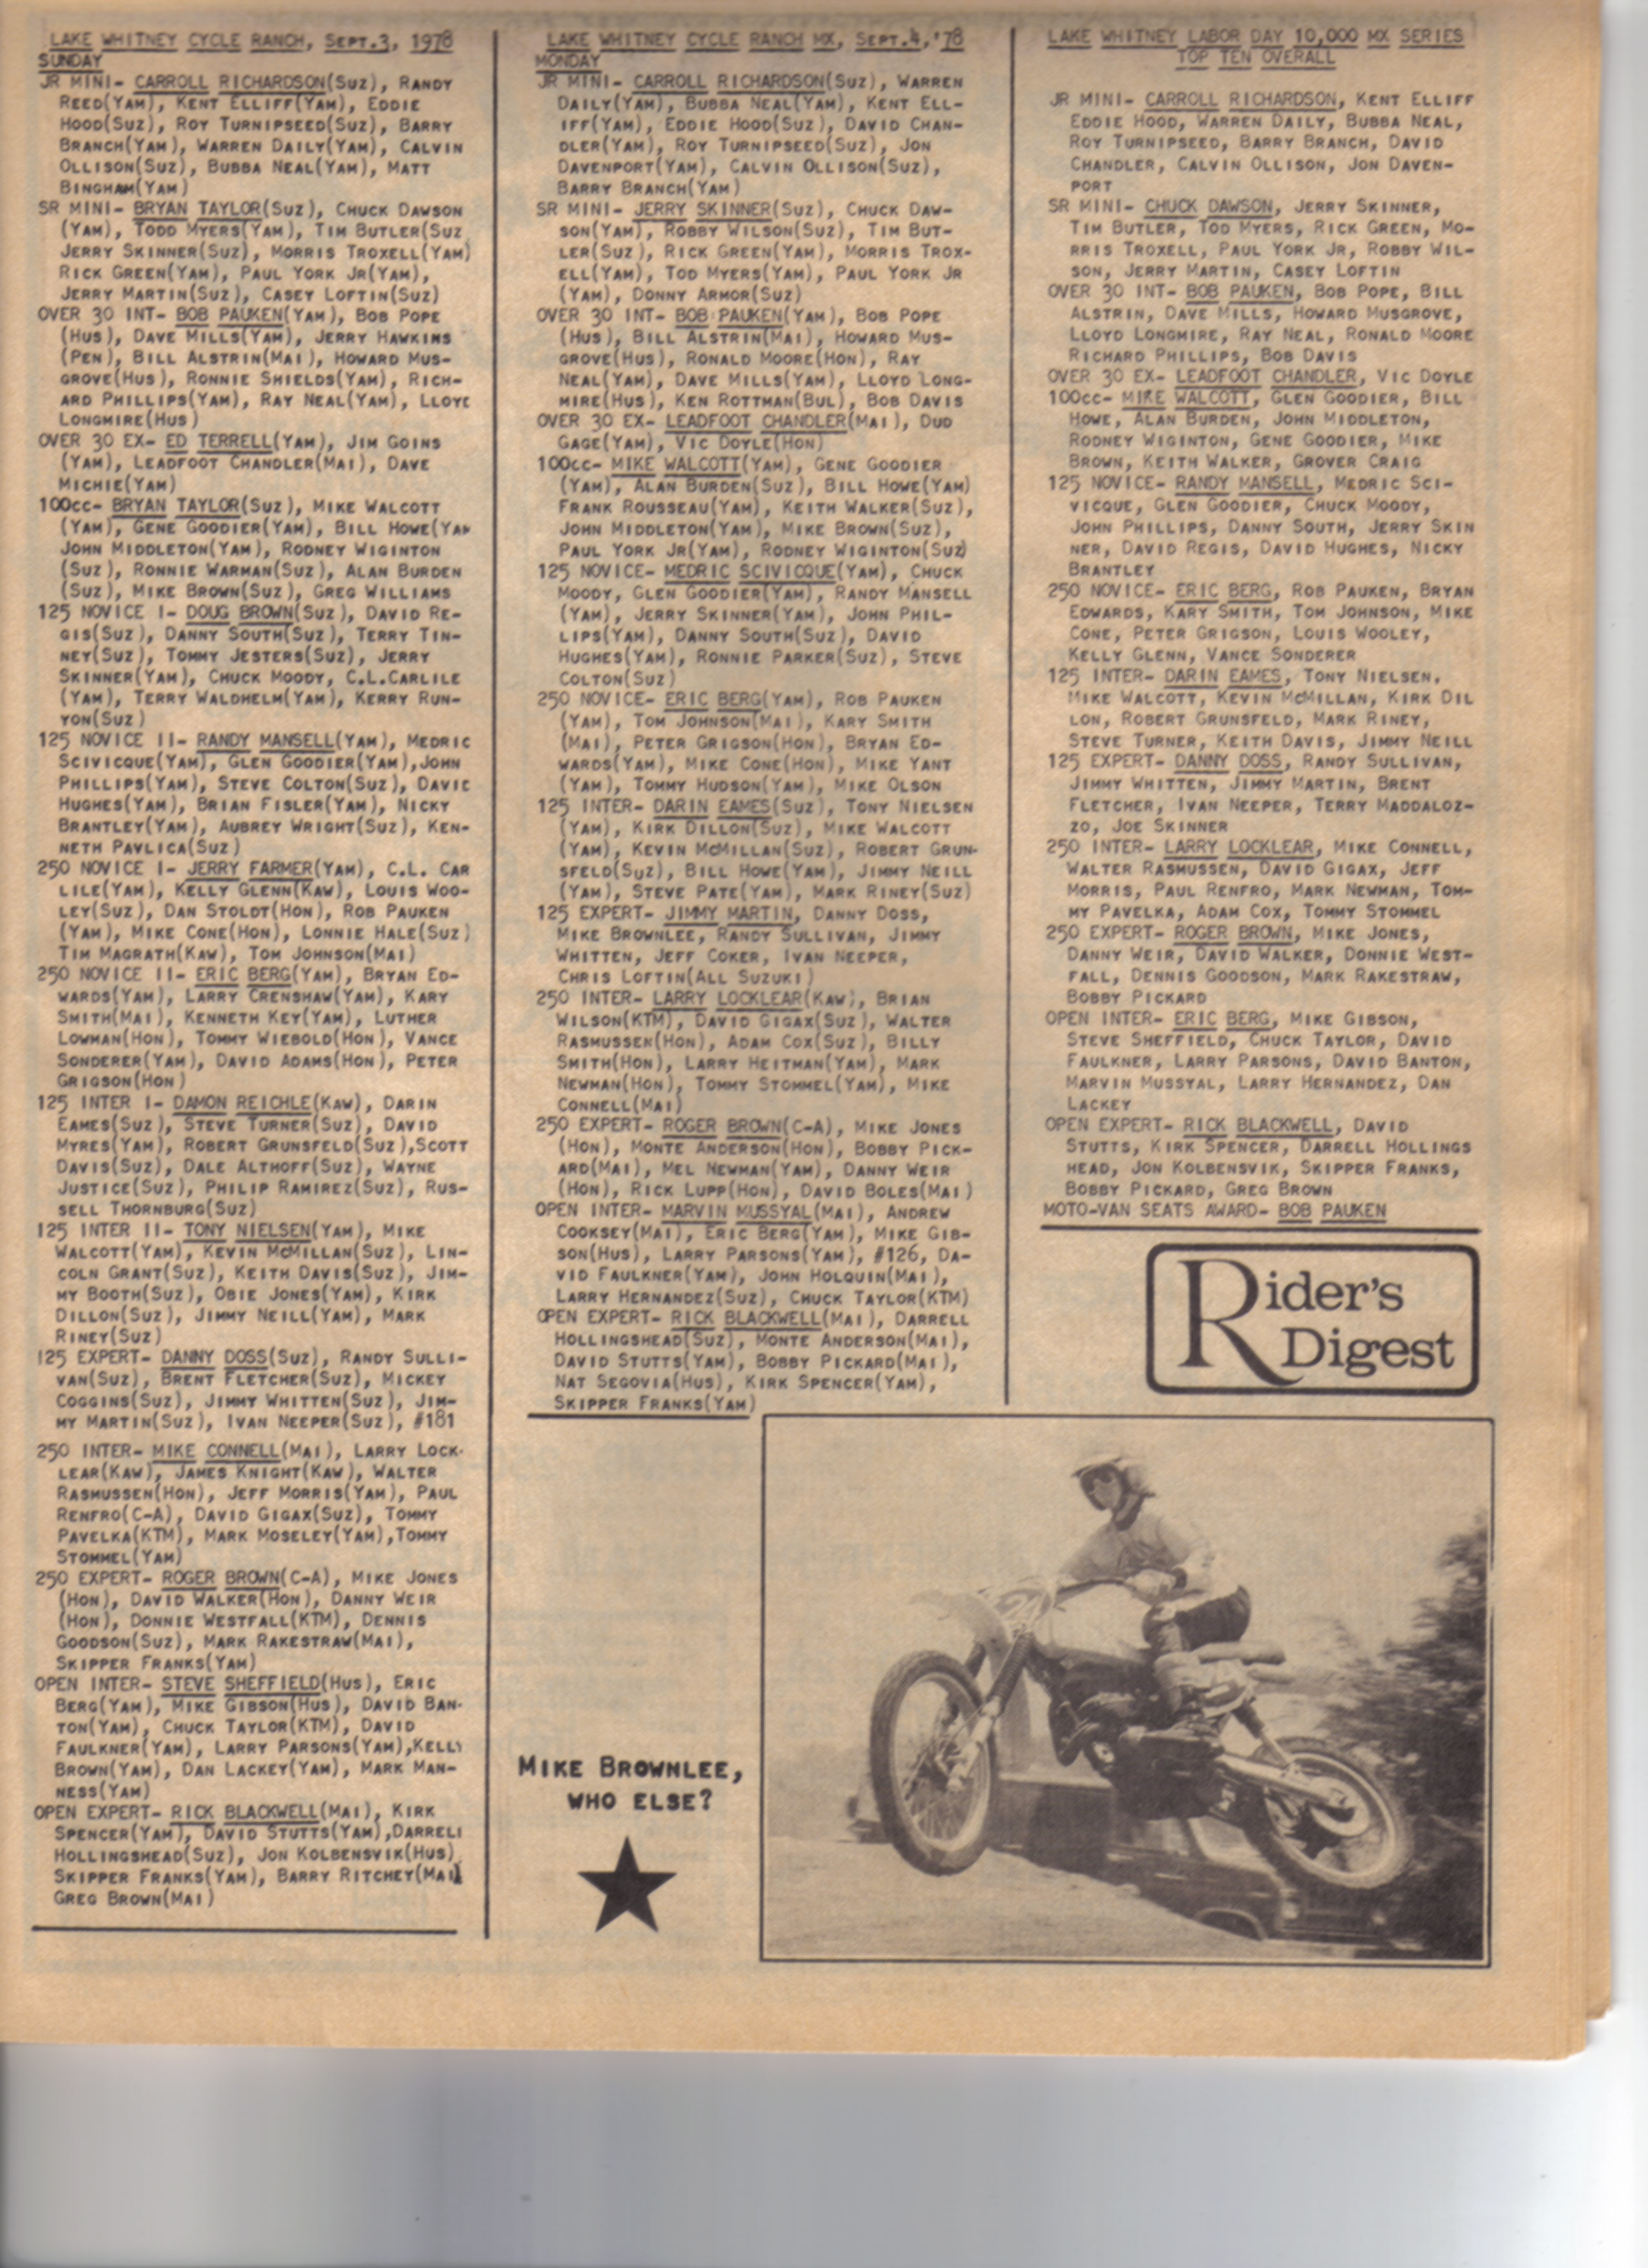 LAKE WHITNEY CYCLE RANCH, SEPT.3, 1978
SUNDAY
JR MINI- CARROLL RICHARDSON(SUZ), RANDY
REED(YAM), KENT ELLIFF(YAM), EDDIE
HOOD(SUZ), ROY TURNIPSEED(SUZ), BARRY
BRANCH(YAM), WARREN DAILY(YAM), CALVIN
OLLISON(SUZ), BUBBA NEAL(YAM), MATT
BINGHAM(YAM)
SR MINI- BRYAN TAYLOR(SUZ), CHUCK DAWSON
(YAM), TODD MYERS(YAM), TIM BUTLER(SUZ
JERRY SKINNER(SUZ), MORRIS TROXELL(YAM)
RICK GREEN(YAM), PAUL YORK JR(YAM),
JERRY MARTIN(SUZ), CASEY LOFTIN(SUZ)
OVER 30 INT- BOB PAUKEN(YAM), BOB POPE
(HUS), DAVE MILLS(YAM), JERRY HAWKINS
(PEN), BILL ALSTRIN(MAI), HOWARD MUS-
GROVE(HUS), RONNIE SHIELDS(YAM), RICH-
ARD PHILLIPS(YAM), RAY NEAL(YAM), LLOYD
LONGMIRE(HUS)
OVER 30 EX- ED TERRELL(YAM), JIM GOINS
(YAM), LEADFOOT CHANDLER(MAI), DAVE
MICHIE(YAM)
100CC- BRYAN TAYLOR(SUZ), MIKE WALCOTT
(YAM), GENE GOODIER(YAM), BILL HOWE(YAM
JOHN MIDDLETON(YAM), RODNEY WIGINTON
(SUZ), RONNIE WARMAN(SUZ), ALAN BURDEN
(SUZ), MIKE BROWN(SUZ), GREG WILLIAMS
125 NOVICE I- DOUG BROWN(SUZ), DAVID RE-
GIS(SUZ), DANNY SOUTH(SUZ), TERRY TIN-
NEY(SUZ), TOMMY JESTERS(SUZ), JERRY
SKINNER(YAM), CHUCK MOODY, C.L.CARLILE
(YAM), TERRY WALDHELM(YAM), KERRY RUN-
YON(SUZ)
125 NOVICE II- RANDY MANSELL(YAM), MEDRIC
SCIVICQUE(YAM), GLEN GOODIER(YAM),JOHN
PHILLIPS(YAM), STEVE COLTON(SUZ), DAVID
HUGHES(YAM), BRIAN FISLER(YAM), NICKY
BRANTLEY(YAM), AUBREY WRIGHT(SUZ), KEN-
NETH PAVLICA(SUZ)
250 NOVICE I- JERRY FARMER(YAM), C.L. CAR
LILE(YAM), KELLY GLENN(KAW), LOUIS WOO-
LEY(SUZ), DAN STOLDT(HON), ROB PAUKEN
(YAM), MIKE CONE(HON), LONNIE HALE(SUZ)
TIM MAGRATH(KAW), TOM JOHNSON(MAI)
250 NOVICE II- ERIC BERG(YAM), BRYAN ED-
WARDS(YAM), LARRY CRENSHAW(YAM), KARY
SMITH(MAI), KENNETH KEY(YAM), LUTHER
LOWMAN(HON), TOMMY WIEBOLD(HON), VANCE
SONDERER(YAM), DAVID ADAMS(HON), PETER
GRIGSON(HON)
125 INTER I- DAMON REICHLE(KAW), DARIN
EAMES(SUZ), STEVE TURNER(SUZ), DAVID
MYRES(YAM), ROBERT GRUNSFELD(SUZ),SCOTT
DAVIS(SUZ), DALE ALTHOFF(SUZ), WAYNE
JUSTICE(SUZ), PHILIP RAMIREZ(SUZ), RUS-
SELL THORNBURG(SUZ)
125 INTER II- TONY NIELSEN(YAM), MIKE
WALCOTT(YAM), KEVIN MCMILLAN(SUZ), LIN-
COLN GRANT(SUZ), KEITH DAVIS(SUZ), JIM-
MY BOOTH(SUZ), OBIE JONES(YAM), KIRK
DILLON(SUZ), JIMMY NEILL(YAM), MARK
RINEY(SUZ)
125 EXPERT- DANNY DOSS(SUZ), RANDY SULLI-
VAN(SUZ), BRENT FLETCHER(SUZ), MICKEY
COGGINS(SUZ), JIMMY WHITTEN(SUZ), JIM-
MY MARTIN(SUZ), IVAN NEEPER(SUZ), #181
250 INTER- MIKE CONNELL(MAI), LARRY LOCK-
LEAR(KAW), JAMES KNIGHT(KAW), WALTER
RASMUSSEN(HON), JEFF MORRIS(YAM), PAUL
RENFRO(C-A), DAVID GIGAX(SUZ), TOMMY
PAVELKA(KTM), MARK MOSELEY(YAM),TOMMY
STOMMEL(YAM)
250 EXPERT- ROGER BROWN(C-A), MIKE JONES
(HON), DAVID WALKER(HON), DANNY WEIR
(HON), DONNIE WESTFALL(KTM), DENNIS
GOODSON(SUZ), MARK RAKESTRAW(MAI),
SKIPPER FRANKS(YAM)
OPEN INTER- STEVE SHEFFIELD(HUS), ERIC
BERG(YAM), MIKE GIBSON(HUS), DAVID BAN-
TON(YAM), CHUCK TAYLOR(KTM), DAVID
FAULKNER(YAM), LARRY PARSONS(YAM),KELLY
BROWN(YAM), DAN LACKEY(YAM), MARK MAN-
NESS(YAM)
OPEN EXPERT- RICK BLACKWELL(MAI), KIRK
SPENCER(YAM), DAVID STUTTS(YAM),DARRELL
HOLLINGSHEAD(SUZ), JON KOLBENSVIK(HUS)
SKIPPER FRANKS(YAM), BARRY RITCHEY(MAI),
GREG BROWN(MAI)
LAKE WHITNEY CYCLE RANCH MX, SEPT.4,'78
MONDAY
JR MINI- CARROLL RICHARDSON(SUZ), WARREN
DAILY(YAM), BUBBA NEAL(YAM), KENT ELL-
IFF(YAM), EDDIE HOOD(SUZ), DAVID CHAN-
DLER(YAM), ROY TURNIPSEED(SUZ), JON
DAVENPORT(YAM), CALVIN OLLISON(SUZ),
BARRY BRANCH(YAM)
SR MINI- JERRY SKINNER(SUZ), CHUCK DAW-
SON(YAM), ROBBY WILSON(SUZ), TIM BUT-
LER(SUZ), RICK GREEN(YAM), MORRIS TROX-
ELL(YAM), TOD MYERS(YAM), PAUL YORK JR
(YAM), DONNY ARMOR(SUZ)
OVER 30 INT- BOB PAUKEN(YAM), BOB POPE
(HUS), BILL ALSTRIN(MAI), HOWARD MUS-
GROVE(HUS), RONALD MOORE(HON), RAY
NEAL(YAM), DAVE MILLS(YAM), LLOYD LONG-
MIRE(HUS), KEN ROTTMAN(BUL), BOB DAVIS
OVER 30 EX- LEADFOOT CHANDLER(MAI), DUD
GAGE(YAM), VIC DOYLE(HON)
100CC- MIKE WALCOTT(YAM), GENE GOODIER
(YAM), ALAN BURDEN(SUZ), BILL HOWE(YAM)
FRANK ROUSSEAU(YAM), KEITH WALKER(SUZ),
JOHN MIDDLETON(YAM), MIKE BROWN(SUZ),
PAUL YORK JR(YAM), RODNEY WIGINTON(SUZ)
125 NOVICE- MEDRIC SCIVICQUE(YAM), CHUCK
MOODY, GLEN GOODIER(YAM), RANDY MANSELL
(YAM), JERRY SKINNER(YAM), JOHN PHIL-
LIPS(YAM), DANNY SOUTH(SUZ), DAVID
HUGHES(YAM), RONNIE PARKER(SUZ), STEVE
COLTON(SUZ)
250 NOVICE- ERIC BERG(YAM), ROB PAUKEN
(YAM), TOM JOHNSON(MAI), KARY SMITH
(MAI), PETER GRIGSON(HON), BRYAN ED-
WARDS(YAM), MIKE CONE(HON), MIKE YANT
(YAM), TOMMY HUDSON(YAM), MIKE OLSON
125 INTER- DARIN EAMES(SUZ), TONY NIELSEN
(YAM), KIRK DILLON(SUZ), MIKE WALCOTT
(YAM), KEVIN MCMILLAN(SUZ), ROBERT GRUN-
SFELD(SUZ), BILL HOWE(YAM), JIMMY NEILL
(YAM), STEVE PATE(YAM), MARK RINEY(SUZ)
125 EXPERT- JIMMY MARTIN, DANNY DOSS,
MIKE BROWNLEE, RANDY SULLIVAN, JIMMY
WHITTEN, JEFF COKER, IVAN NEEPER,
CHRIS LOFTIN(ALL SUZUKI)
250 INTER- LARRY LOCKLEAR(KAW), BRIAN
WILSON(KTM), DAVID GIGAX(SUZ), WALTER
RASMUSSEN(HON), ADAM COX(SUZ), BILLY
SMITH(HON), LARRY HEITMAN(YAM), MARK
NEWMAN(HON), TOMMY STOMMEL(YAM), MIKE
CONNELL(MAI)
250 EXPERT- ROGER BROWN(C-A), MIKE JONES
(HON), MONTE ANDERSON(HON), BOBBY PICK-
ARD(MAI), MEL NEWMAN(YAM), DANNY WEIR
(HON), RICK LUPP(HON), DAVID BOLES(MAI)
OPEN INTER- MARVIN MUSSYAL(MAI), ANDREW
COOKSEY(MAI), ERIC BERG(YAM), MIKE GIB-
SON(HUS), LARRY PARSONS(YAM), #126, DA-
VID FAULKNER(YAM), JOHN HOLQUIN(MAI),
LARRY HERNANDEZ(SUZ), CHUCK TAYLOR(KTM)
OPEN EXPERT- RICK BLACKWELL(MAI), DARRELL
HOLLINGSHEAD(SUZ), MONTE ANDERSON(MAI),
DAVID STUTTS(YAM), BOBBY PICKARD(MAI),
NAT SEGOVIA(HUS), KIRK SPENCER(YAM),
SKIPPER FRANKS(YAM)
LAKE WHITNEY LABOR DAY 10,000 MX SERIES
TOP TEN OVERALL
JR MINI- CARROLL RICHARDSON, KENT ELLIFF
EDDIE HOOD, WARREN DAILY, BUBBA NEAL,
ROY TURNIPSEED, BARRY BRANCH, DAVID
CHANDLER, CALVIN OLLISON, JON DAVEN-
PORT
SR MINI- CHUCK DAWSON, JERRY SKINNER,
TIM BUTLER, TOD MYERS, RICK GREEN, MO-
RRIS TROXELL, PAUL YORK JR, ROBBY WIL-
SON, JERRY MARTIN, CASEY LOFTIN
OVER 30 INT- BOB PAUKEN, BOB POPE, BILL
ALSTRIN, DAVE MILLS, HOWARD MUSGROVE,
LLOYD LONGMIRE, RAY NEAL, RONALD MOORE
RICHARD PHILLIPS, BOB DAVIS
OVER 30 EX- LEADFOOT CHANDLER, VIC DOYLE
100CC- MIKE WALCOTT, GLEN GOODIER, BILL
HOWE, ALAN BURDEN, JOHN MIDDLETON,
RODNEY WIGINTON, GENE GOODIER, MIKE
BROWN, KEITH WALKER, GROVER CRAIG
125 NOVICE- RANDY MANSELL, MEDRIC SCI-
VICQUE, GLEN GOODIER, CHUCK MOODY,
JOHN PHILLIPS, DANNY SOUTH, JERRY SKIN
NER, DAVID REGIS, DAVID HUGHES, NICKY
BRANTLEY
250 NOVICE- ERIC BERG, ROB PAUKEN, BRYAN
EDWARDS, KARY SMITH, TOM JOHNSON, MIKE
CONE, PETER GRIGSON, LOUIS WOOLEY,
KELLY GLENN, VANCE SONDERER
125 INTER- DARIN EAMES, TONY NIELSEN,
MIKE WALCOTT, KEVIN MCMILLAN, KIRK DIL
LON, ROBERT GRUNSFELD, MARK RINEY,
STEVE TURNER, KEITH DAVIS, JIMMY NEILL
125 EXPERT- DANNY DOSS, RANDY SULLIVAN,
JIMMY WHITTEN, JIMMY MARTIN, BRENT
FLETCHER, IVAN NEEPER, TERRY MADDALOZ-
ZO, JOE SKINNER
250 INTER- LARRY LOCKLEAR, MIKE CONNELL,
WALTER RASMUSSEN, DAVID GIGAX, JEFF
MORRIS, PAUL RENFRO, MARK NEWMAN, TOM-
MY PAVELKA, ADAM COX, TOMMY STOMMEL
250 EXPERT- ROGER BROWN, MIKE JONES,
DANNY WEIR, DAVID WALKER, DONNIE WEST-
FALL, DENNIS GOODSON, MARK RAKESTRAW,
BOBBY PICKARD
OPEN INTER- ERIC BERG, MIKE GIBSON,
STEVE SHEFFIELD, CHUCK TAYLOR, DAVID
FAULKNER, LARRY PARSONS, DAVID BANTON,
MARVIN MUSSYAL, LARRY HERNANDEZ, DAN
LACKEY
OPEN EXPERT- RICK BLACKWELL, DAVID
STUTTS, KIRK SPENCER, DARRELL HOLLINGS
HEAD, JON KOLBENSVIK, SKIPPER FRANKS,
BOBBY PICKARD, GREG BROWN
MOTO-VAN SEATS AWARD- BOB PAUKEN
Rider's
Digest
MIKE BROWNLEE,
WHO ELSE?